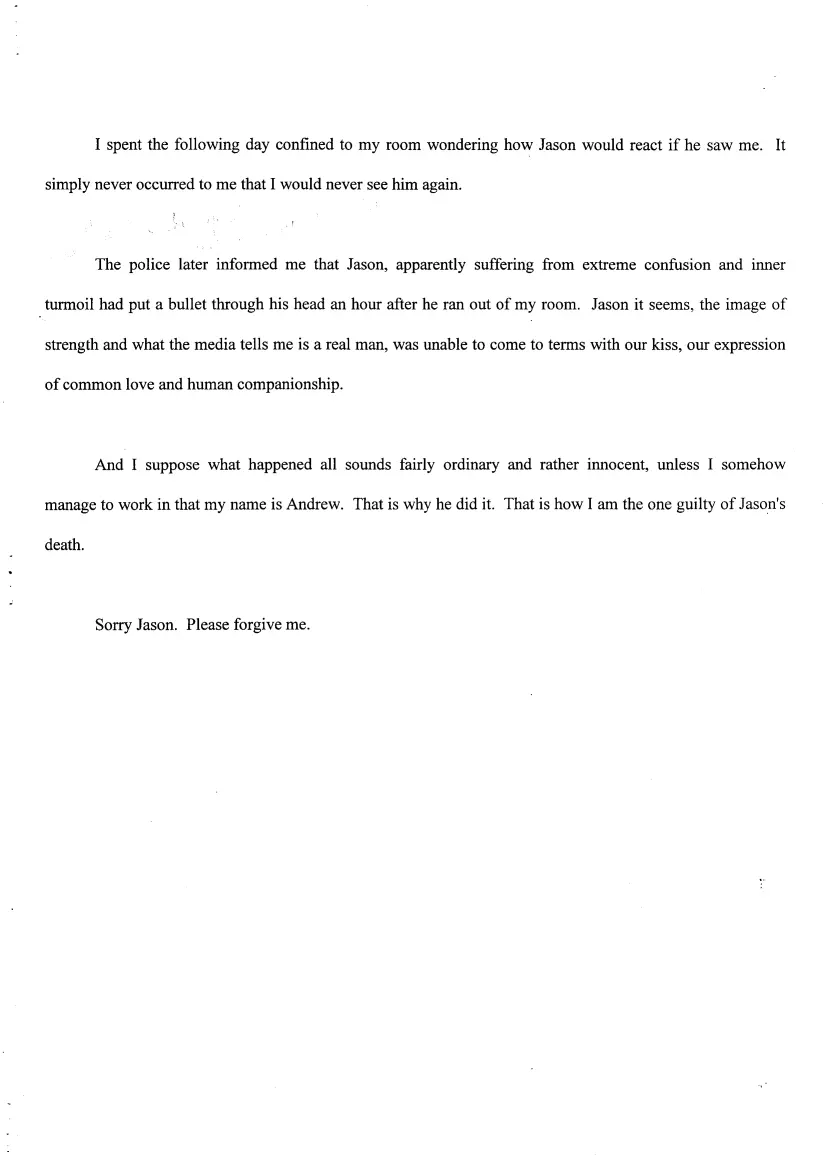 I spent the following day confined to my room wondering how Jason would react if he saw me. It
simply never occurred to me that I would never see him again.
The police later informed me that Jason, apparently suffering from extreme confusion and inner
turmoil had put a bullet through his head an hour after he ran out of my room. Jason it seems, the image of
strength and what the media tells me is a real man, was unable to come to terms with our kiss, our expression
of common love and human companionship.
And I suppose what happened all sounds fairly ordinary and rather innocent, unless I somehow
manage to work in that my name is Andrew. That is why he did it. That is how I am the one guilty of Jason's
death.
Sorry Jason. Please forgive me.